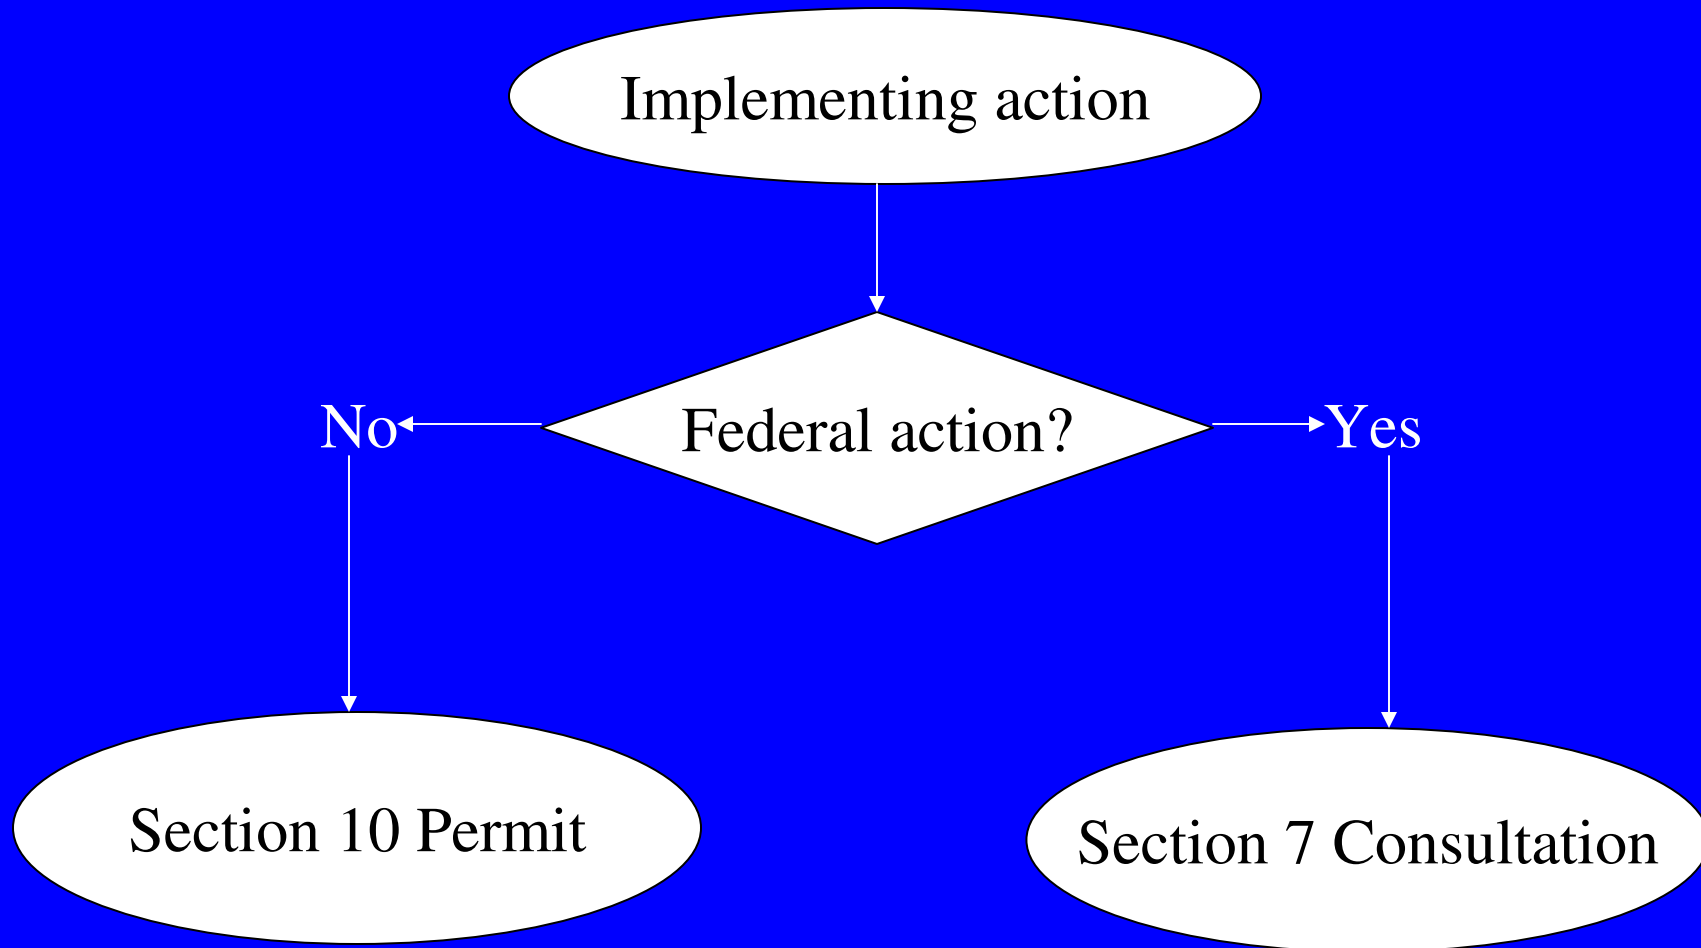 Implementing action
Federal action?
No
Yes
Section 10 Permit
Section 7 Consultation